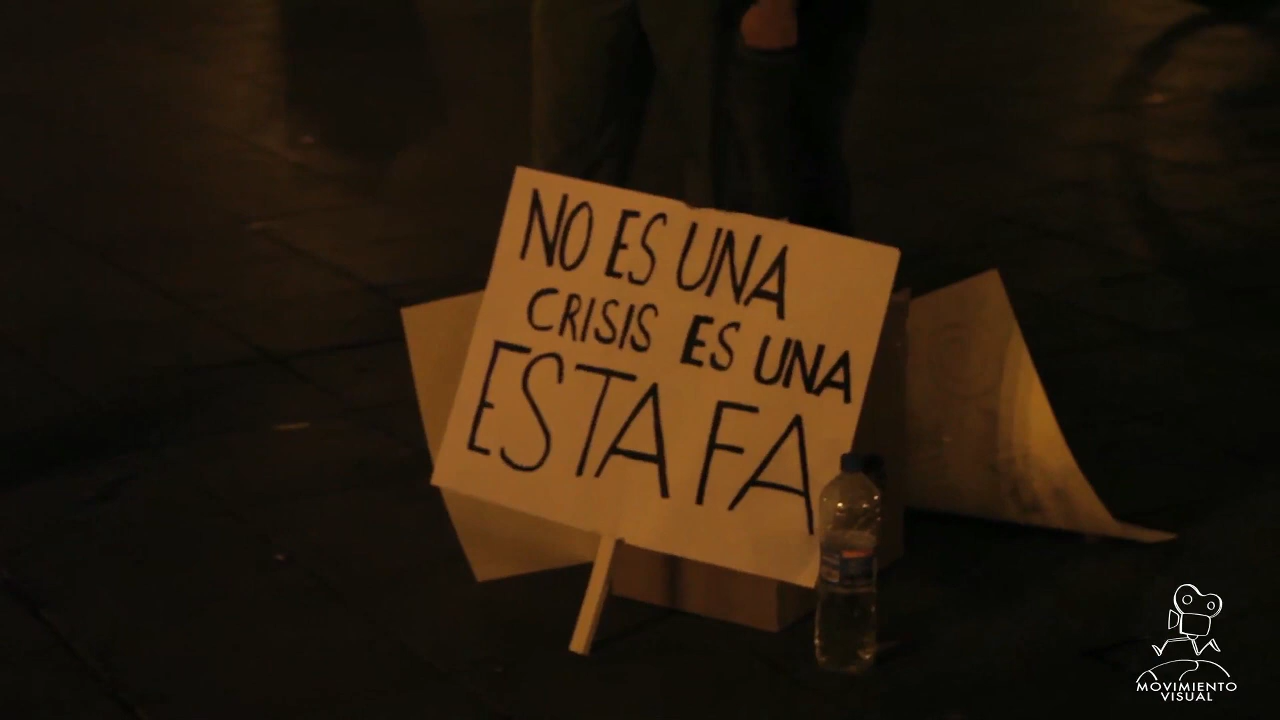 NO ES UNA
CRISIS ES UNA
ESTAFA
MOVIMIENTO
VISUAL